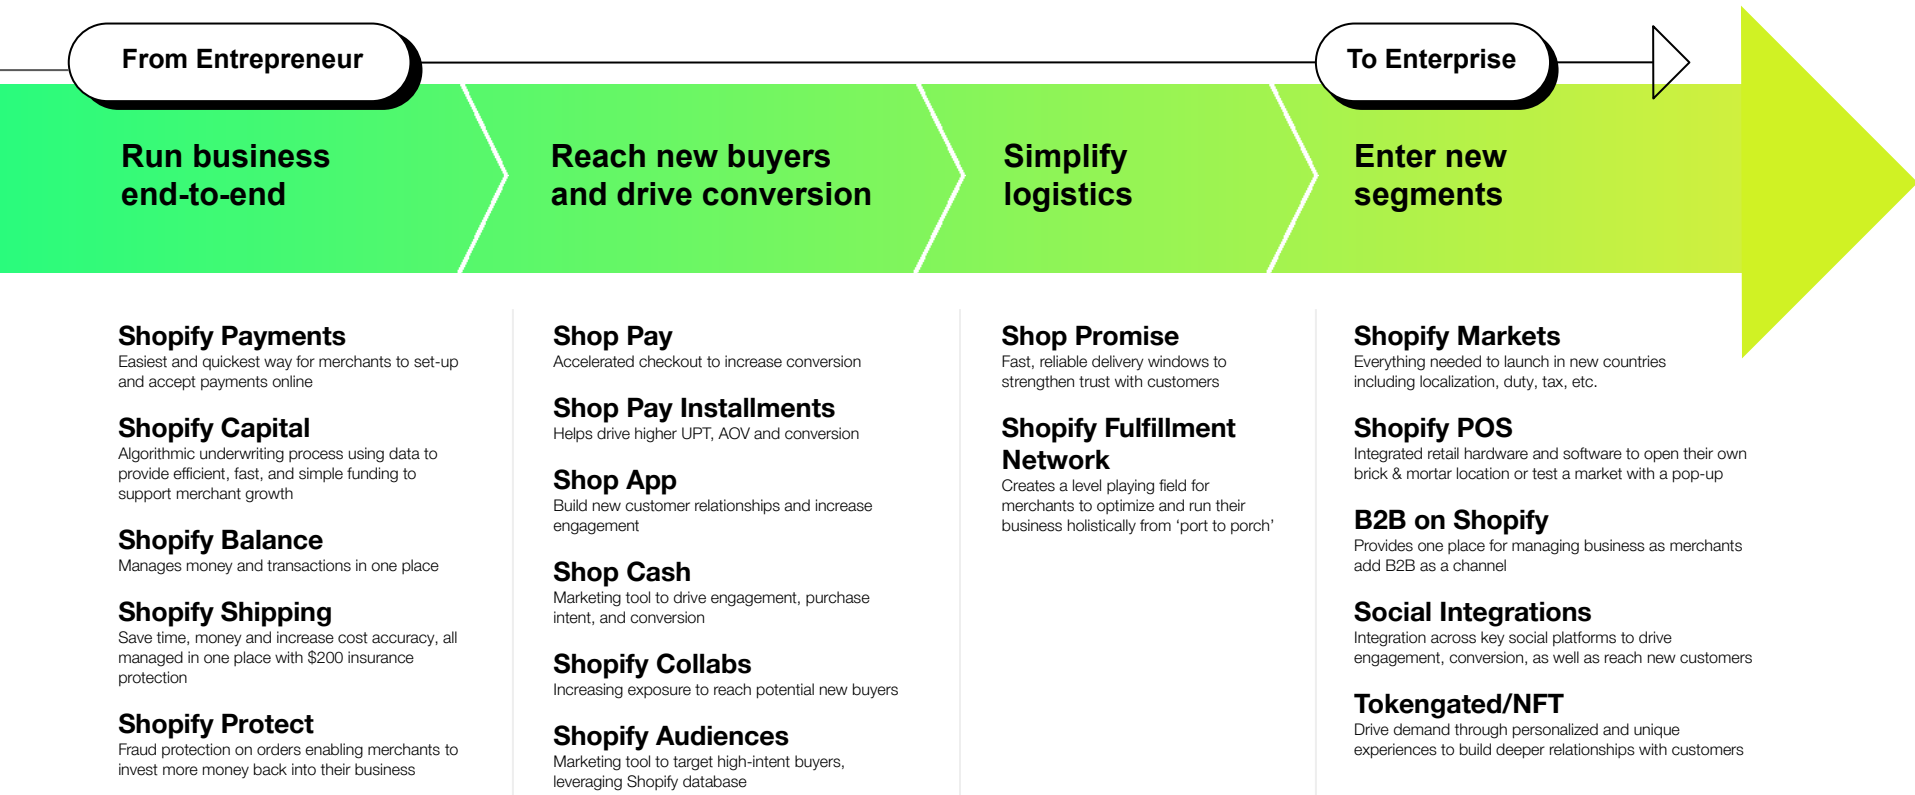 From Entrepreneur
To Enterprise
Run business
end-to-end
Reach new buyers
and drive conversion
Simplify
logistics
Enter new
segments
Shopify Payments
Easiest and quickest way for merchants to set-up
and accept payments online
Shopify Capital
Algorithmic underwriting process using data to
provide efficient, fast, and simple funding to
support merchant growth
Shopify Balance
Manages money and transactions in one place
Shopify Shipping
Save time, money and increase cost accuracy, all
managed in one place with $200 insurance
protection
Shopify Protect
Fraud protection on orders enabling merchants to
invest more money back into their business
Shop Pay
Accelerated checkout to increase conversion
Shop Pay Installments
Helps drive higher UPT, AOV and conversion
Shop App
Build new customer relationships and increase
engagement
Shop Cash
Marketing tool to drive engagement, purchase
intent, and conversion
Shopify Collabs
Increasing exposure to reach potential new buyers
Shopify Audiences
Marketing tool to target high-intent buyers,
leveraging Shopify database
Shop Promise
Fast, reliable delivery windows to
strengthen trust with customers
Shopify Fulfillment
Network
Creates a level playing field for
merchants to optimize and run their
business holistically from ‘port to porch’
Shopify Markets
Everything needed to launch in new countries
including localization, duty, tax, etc.
Shopify POS
Integrated retail hardware and software to open their own
brick & mortar location or test a market with a pop-up
B2B on Shopify
Provides one place for managing business as merchants
add B2B as a channel
Social Integrations
Integration across key social platforms to drive
engagement, conversion, as well as reach new customers
Tokengated/NFT
Drive demand through personalized and unique
experiences to build deeper relationships with customers